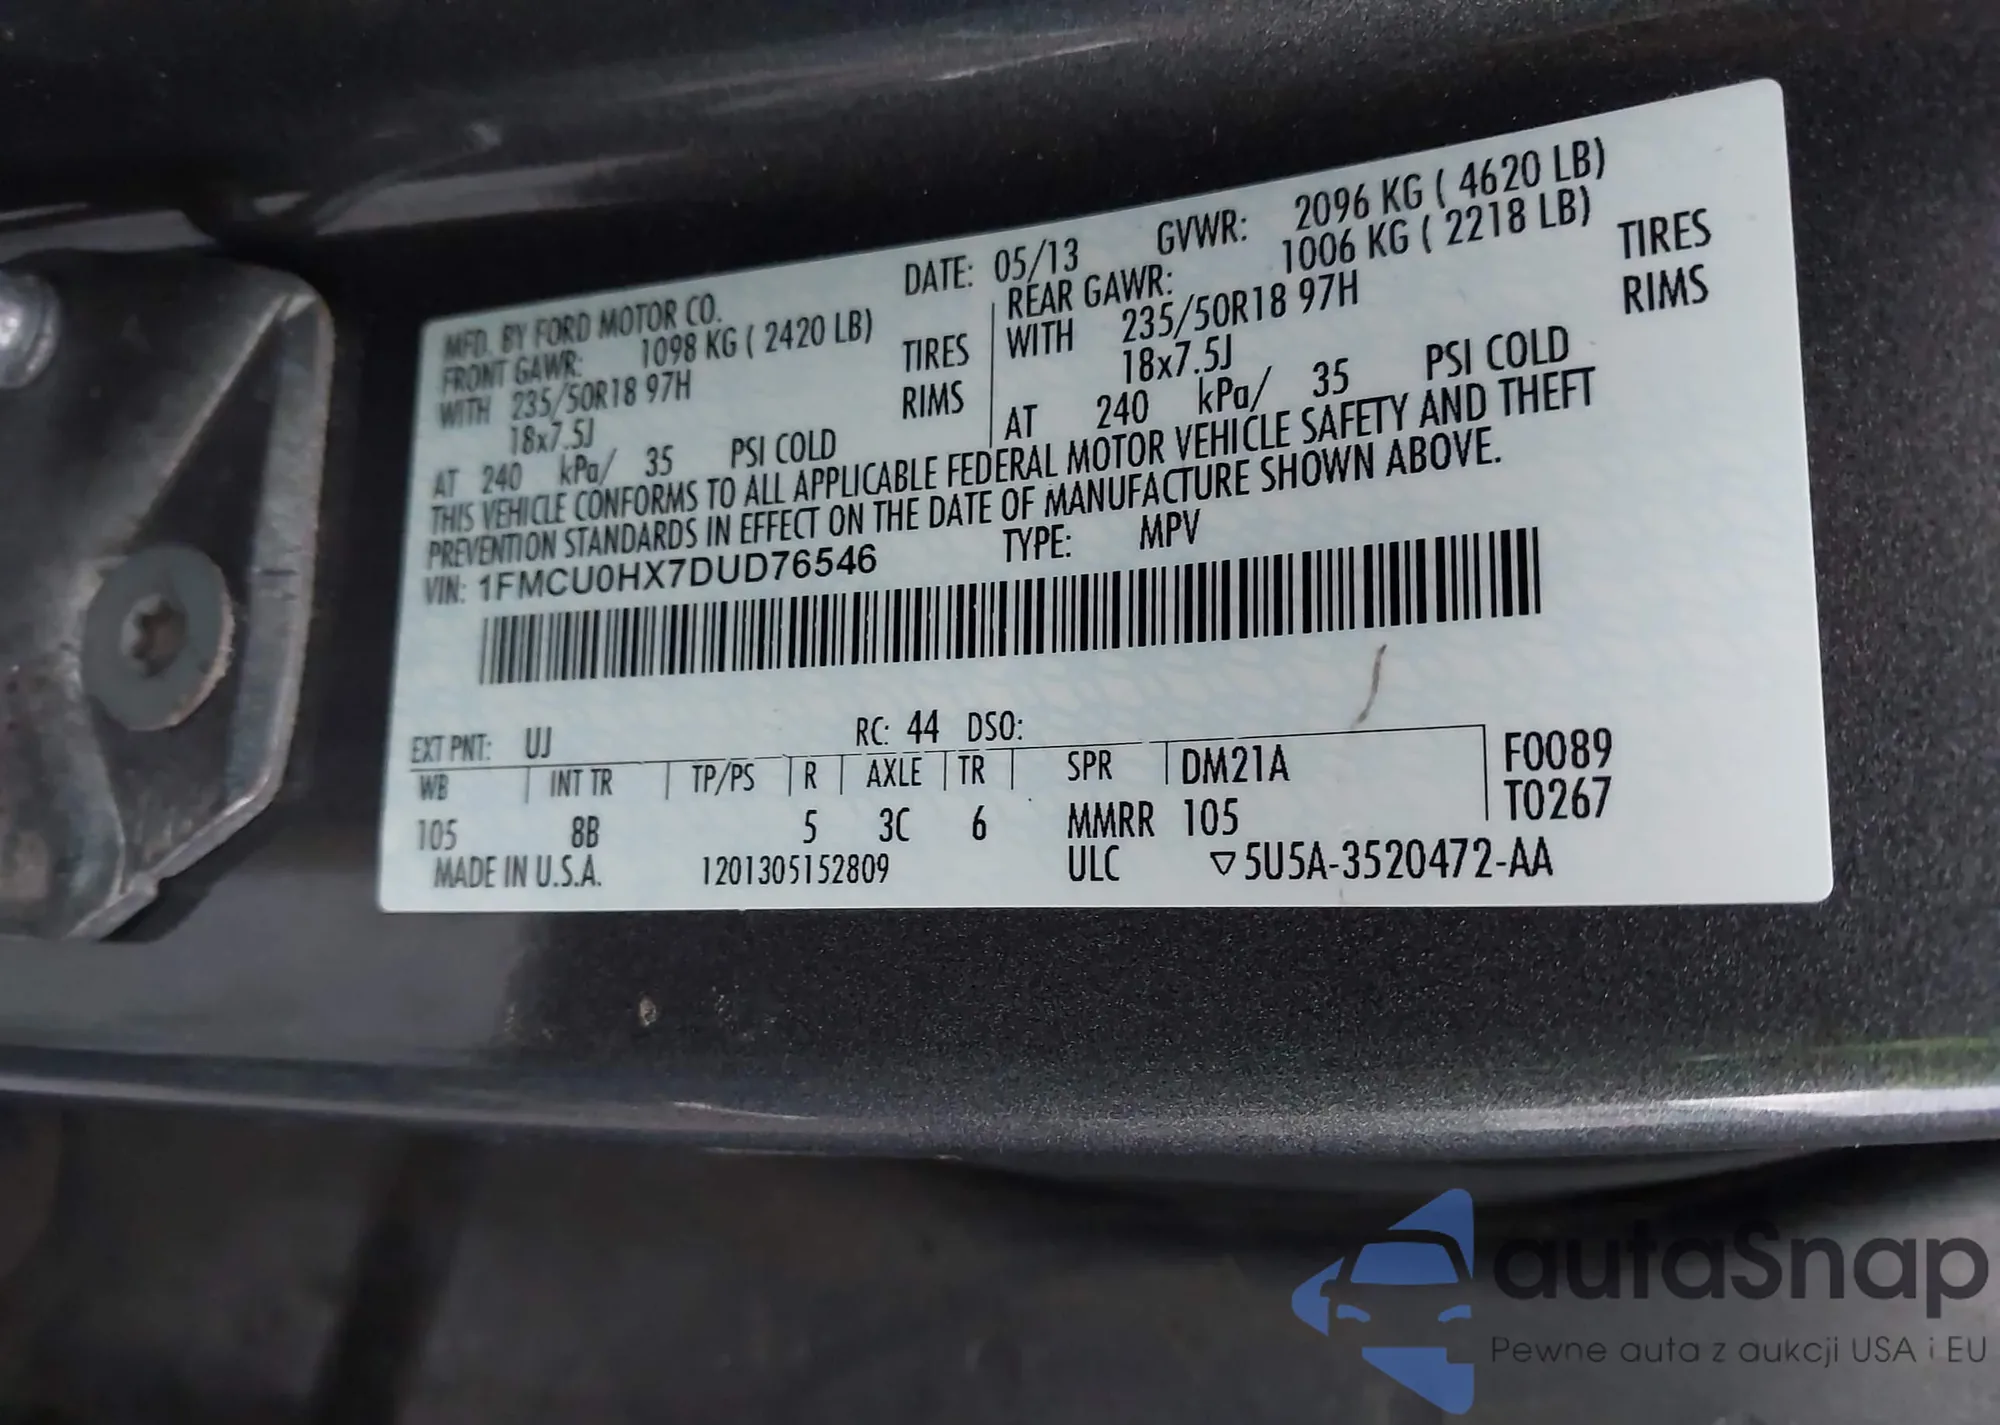 MFD. BY FORD MOTOR CO. DATE: 05/13 GVWR: 2096 KG ( 4620 LB)
FRONT GAWR: 1098 KG ( 2420 LB) REAR GAWR: 1006 KG ( 2218 LB)
WITH 235/50R18 97H TIRES WITH 235/50R18 97H TIRES
18x7.5J RIMS 18x7.5J RIMS
AT 240 kPa/ 35 PSI COLD AT 240 kPa/ 35 PSI COLD
THIS VEHICLE CONFORMS TO ALL APPLICABLE FEDERAL MOTOR VEHICLE SAFETY AND THEFT
PREVENTION STANDARDS IN EFFECT ON THE DATE OF MANUFACTURE SHOWN ABOVE.
VIN: 1FMCU0HX7DUD76546 TYPE: MPV
EXT PNT: UJ RC: 44 DSO:
WB INT TR TP/PS R AXLE TR SPR DM21A F0089
105 8B 5 3C 6 MMRR 105 T0267
MADE IN U.S.A. 1201305152809 ULC ▽5U5A-3520472-AA
autaSnap
Pewne auta z aukcji USA i EU